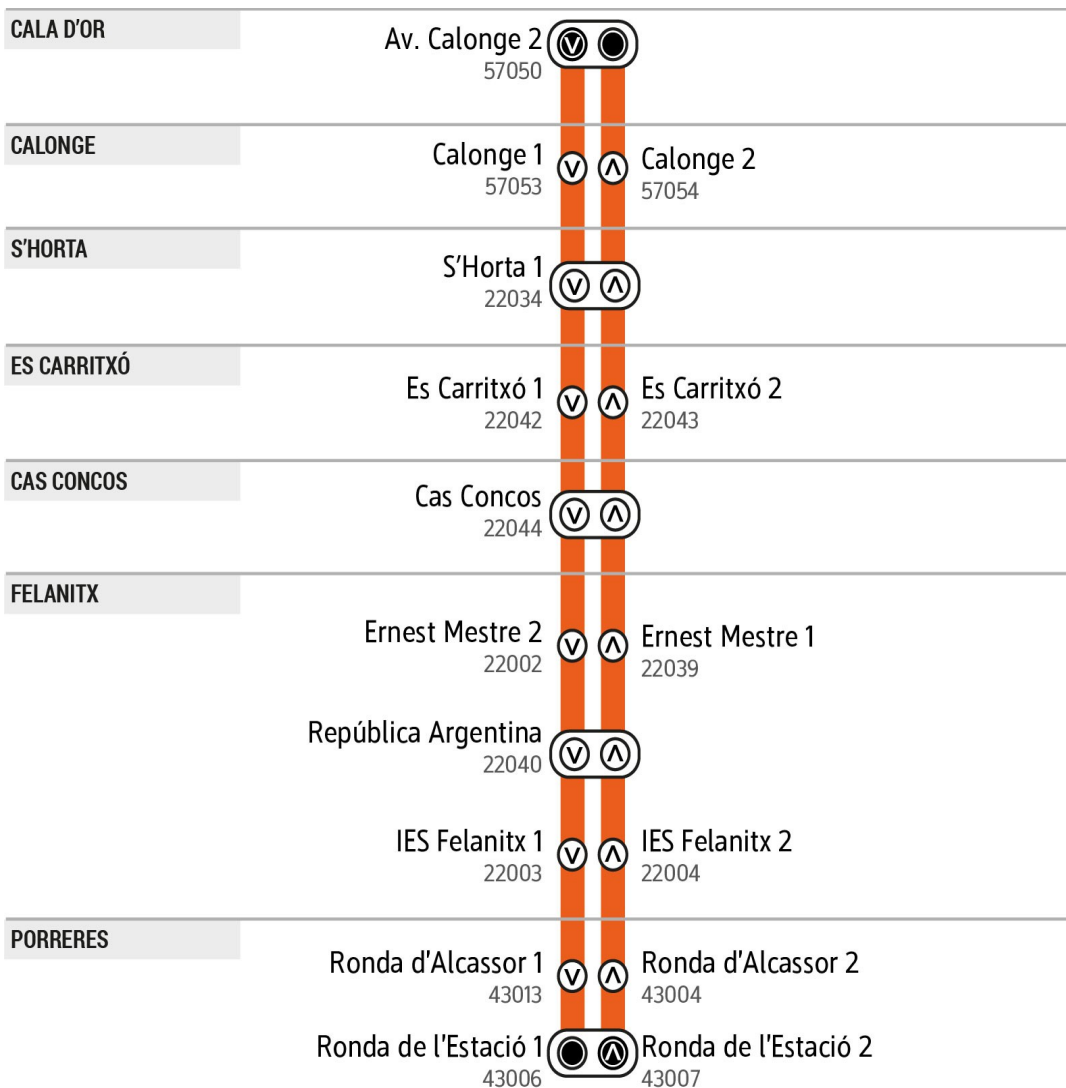 CALA D'OR
Av. Calonge 2
57050
CALONGE
Calonge 1
57053
Calonge 2
57054
S'HORTA
S'Horta 1
22034
ES CARRITXÓ
Es Carritxó 1
22042
Es Carritxó 2
22043
CAS CONCOS
Cas Concos
22044
FELANITX
Ernest Mestre 2
22002
Ernest Mestre 1
22039
República Argentina
22040
IES Felanitx 1
22003
IES Felanitx 2
22004
PORRERES
Ronda d'Alcassor 1
43013
Ronda d'Alcassor 2
43004
Ronda de l'Estació 1
43006
Ronda de l'Estació 2
43007